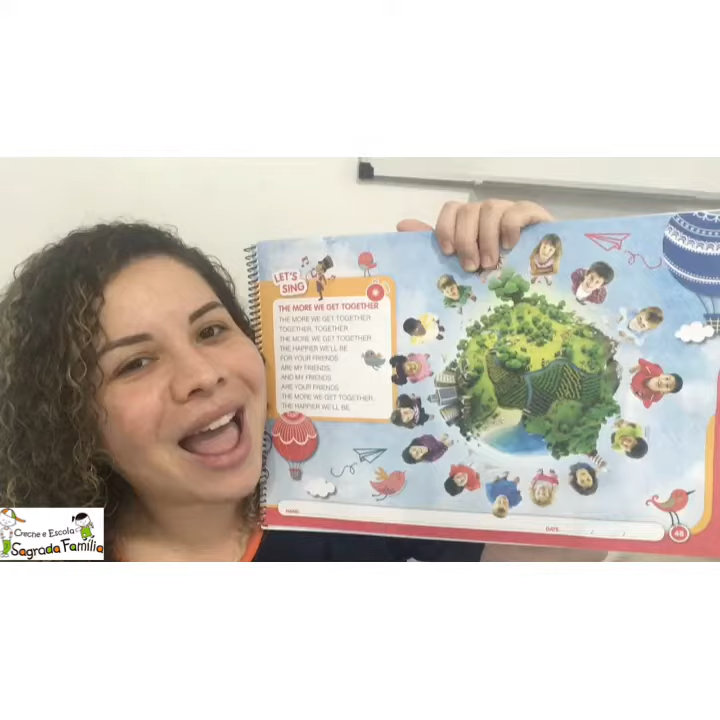 LET'S
SING
THE MORE WE GET TOGETHER
THE MORE WE GET TOGETHER
TOGETHER, TOGETHER
THE MORE WE GET TOGETHER
THE HAPPIER WE'LL BE
FOR YOUR FRIENDS
ARE MY FRIENDS
AND MY FRIENDS
ARE YOUR FRIENDS
THE MORE WE GET TOGETHER,
THE HAPPIER WE'LL BE
NAME:
DATE: / /
48
Creche e Escola
Sagrada Família